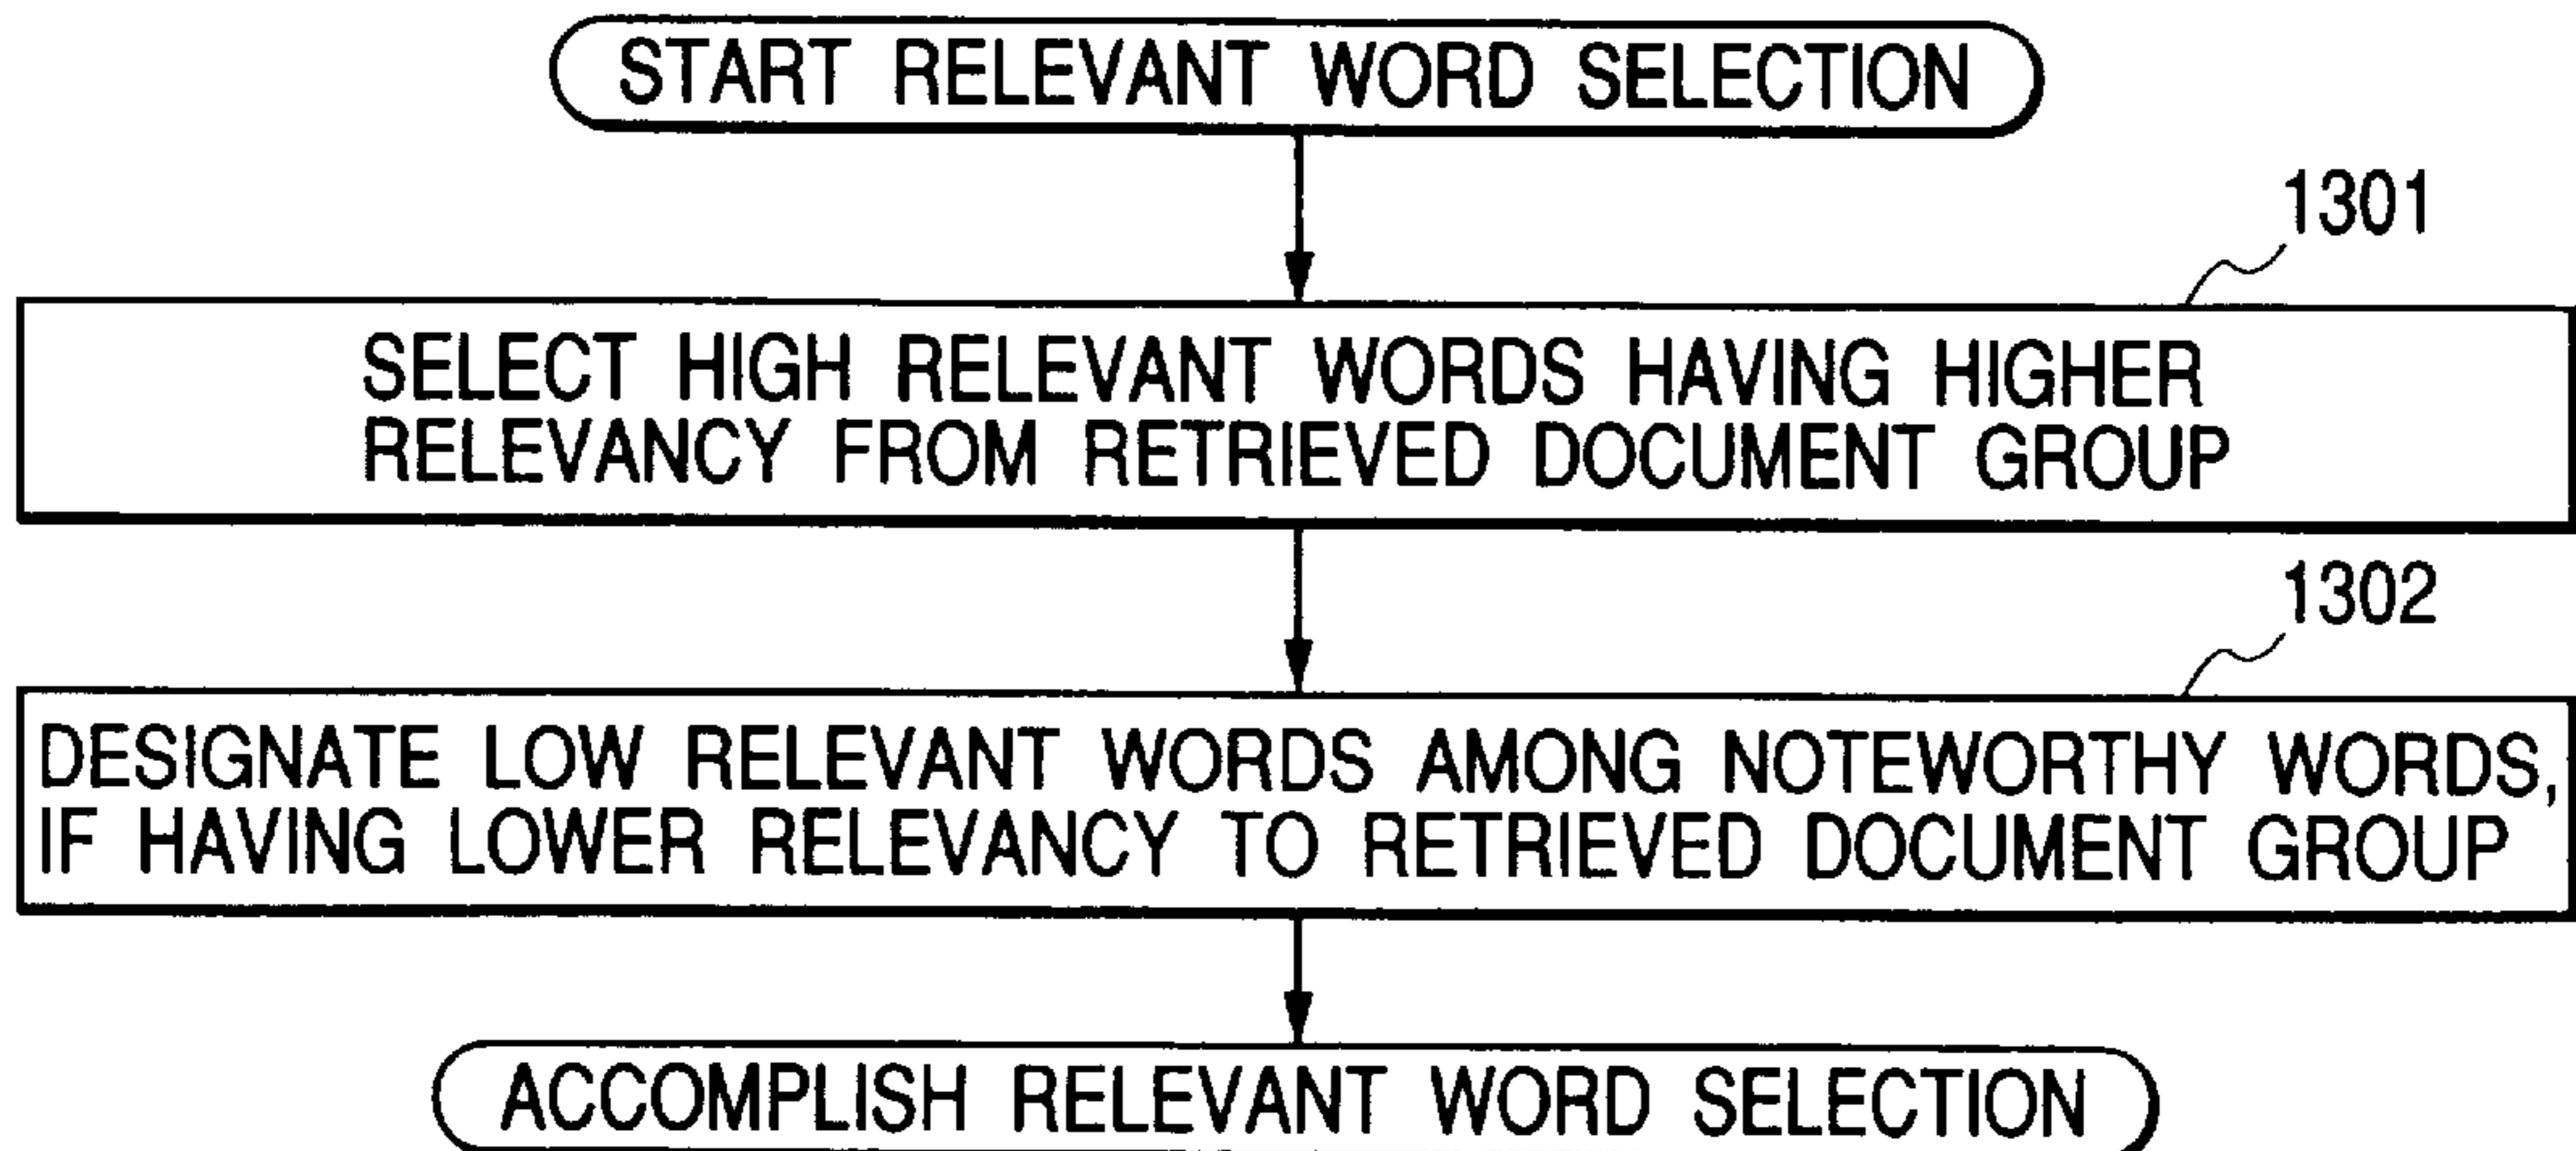 START RELEVANT WORD SELECTION
1301
SELECT HIGH RELEVANT WORDS HAVING HIGHER
RELEVANCY FROM RETRIEVED DOCUMENT GROUP
1302
DESIGNATE LOW RELEVANT WORDS AMONG NOTEWORTHY WORDS,
IF HAVING LOWER RELEVANCY TO RETRIEVED DOCUMENT GROUP
ACCOMPLISH RELEVANT WORD SELECTION